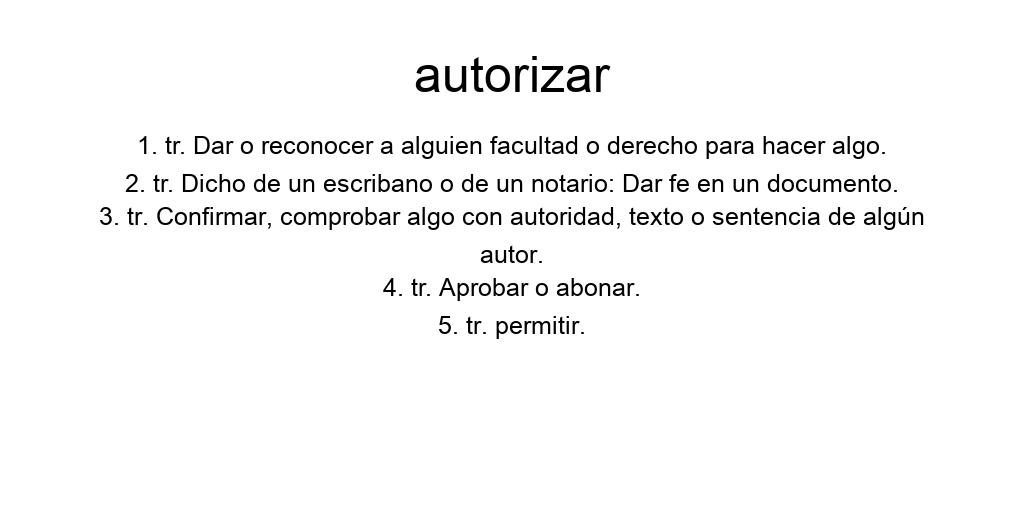 autorizar
1. tr. Dar o reconocer a alguien facultad o derecho para hacer algo.
2. tr. Dicho de un escribano o de un notario: Dar fe en un documento.
3. tr. Confirmar, comprobar algo con autoridad, texto o sentencia de algún
autor.
4. tr. Aprobar o abonar.
5. tr. permitir.